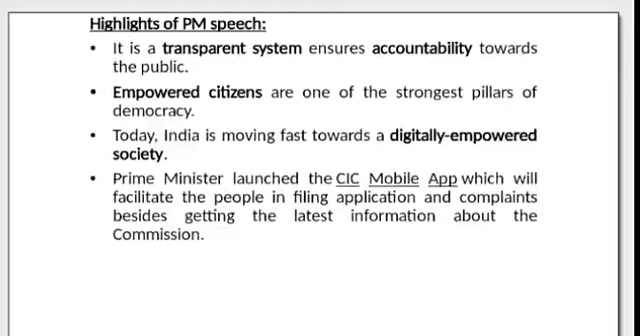 Highlights of PM speech:
• It is a transparent system ensures accountability towards
the public.
• Empowered citizens are one of the strongest pillars of
democracy.
• Today, India is moving fast towards a digitally-empowered
society.
• Prime Minister launched the CIC Mobile App which will
facilitate the people in filing application and complaints
besides getting the latest information about the
Commission.